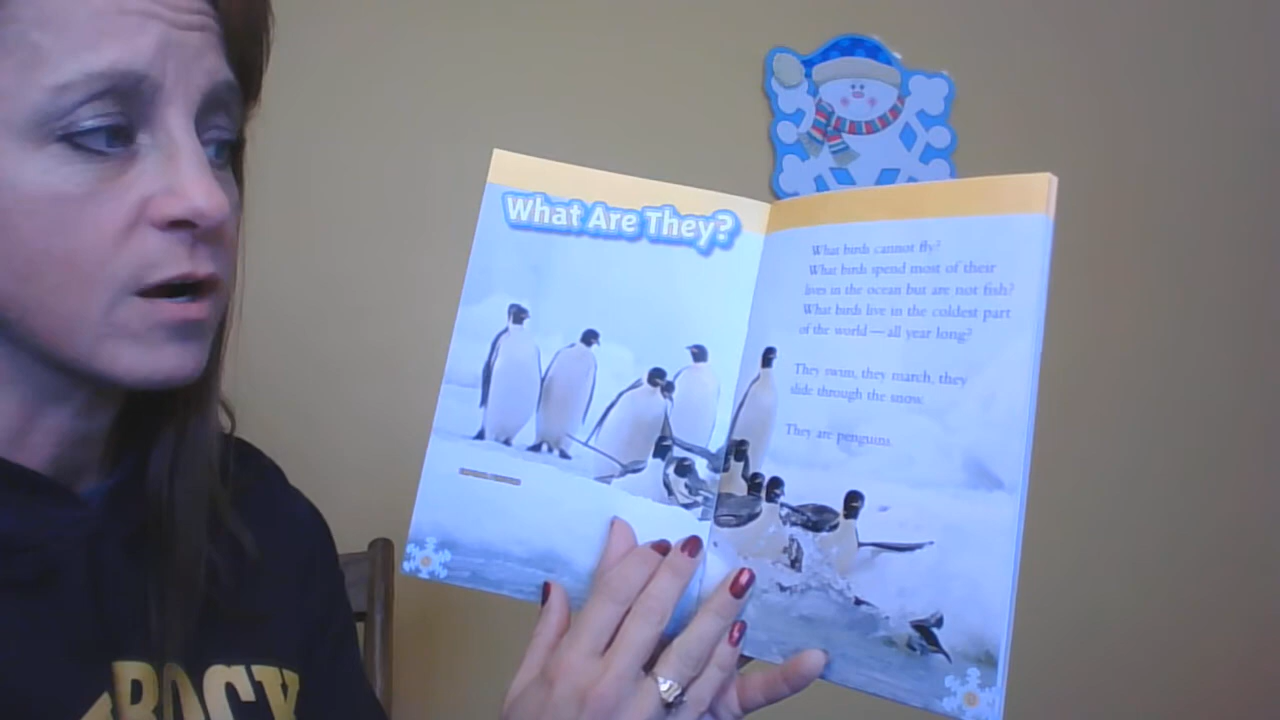 What Are They?
What birds cannot fly?
What birds spend most of their
lives in the ocean but are not fish?
What birds live in the coldest part
of the world — all year long?
They swim, they march, they
slide through the snow.
They are penguins.
ROCK